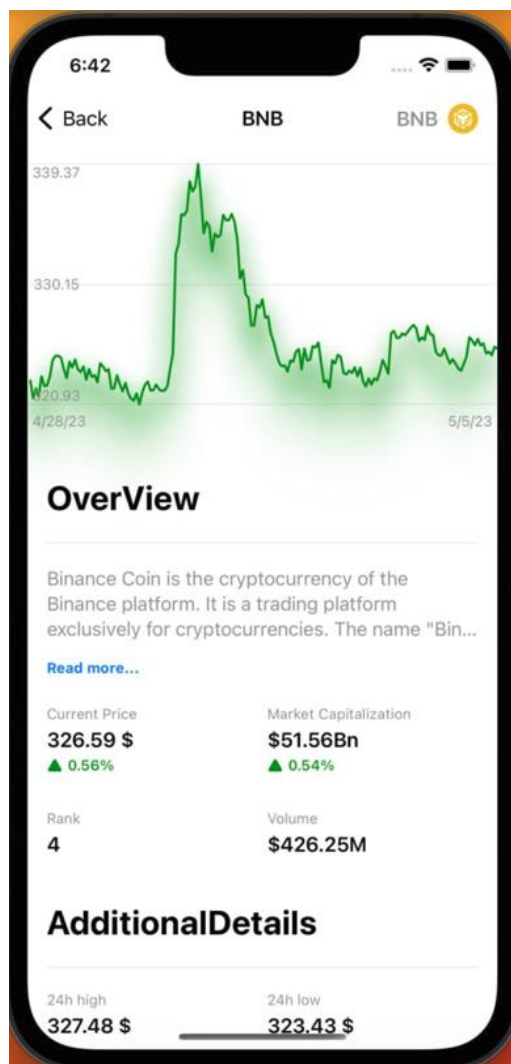 6:42
Back
BNB
BNB
339.37
330.15
320.93
4/28/23
5/5/23
OverView
Binance Coin is the cryptocurrency of the
Binance platform. It is a trading platform
exclusively for cryptocurrencies. The name "Bin...
Read more...
Current Price
Market Capitalization
326.59 $
$51.56Bn
0.56%
0.54%
Rank
Volume
4
$426.25M
AdditionalDetails
24h high
24h low
327.48 $
323.43 $